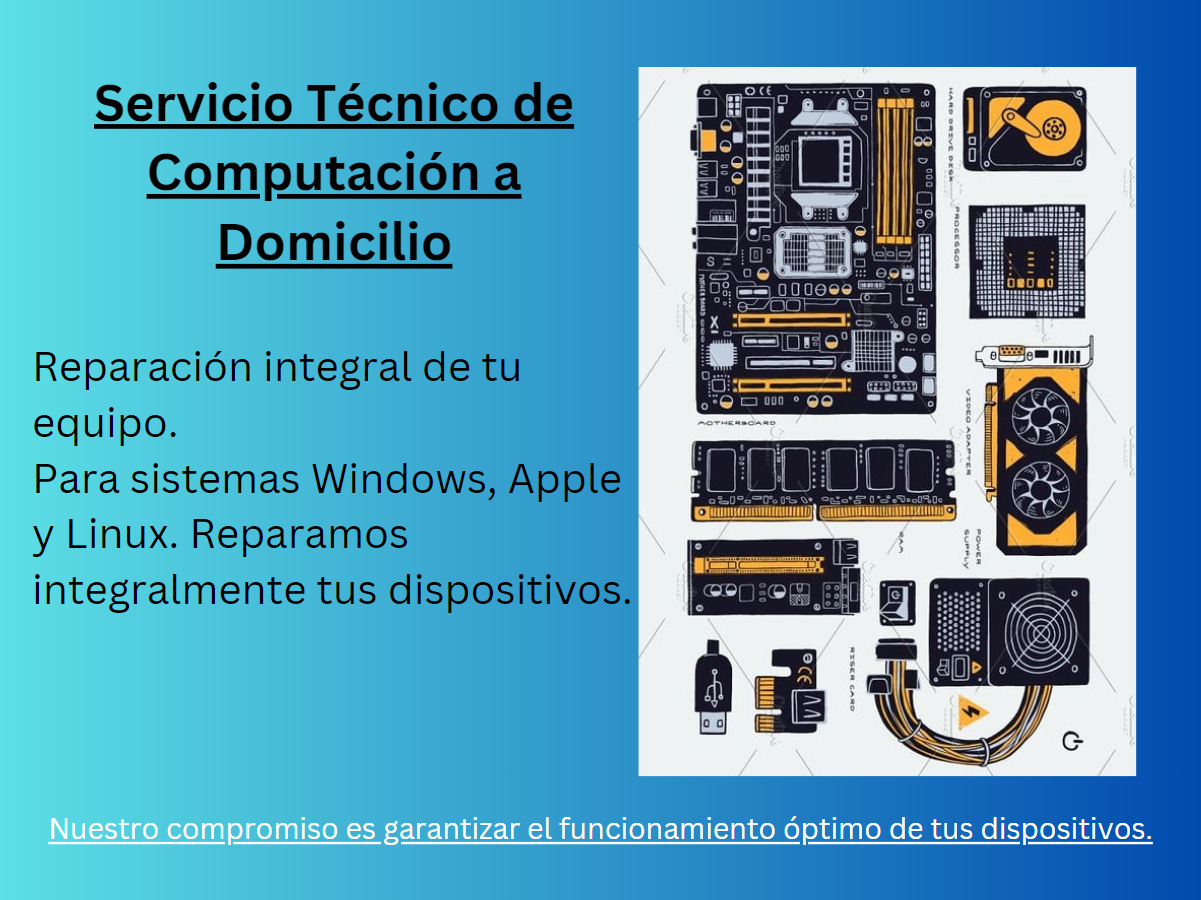 Servicio Técnico de
Computación a
Domicilio
Reparación integral de tu
equipo.
Para sistemas Windows, Apple
y Linux. Reparamos
integralmente tus dispositivos.
HARD DRIVE DISK
PROCESSOR
MOTHER BOARD
MOTHERBOARD
VIDEO ADAPTER
RAM
POWER
SUPPLY
RISER CARD
Nuestro compromiso es garantizar el funcionamiento óptimo de tus dispositivos.